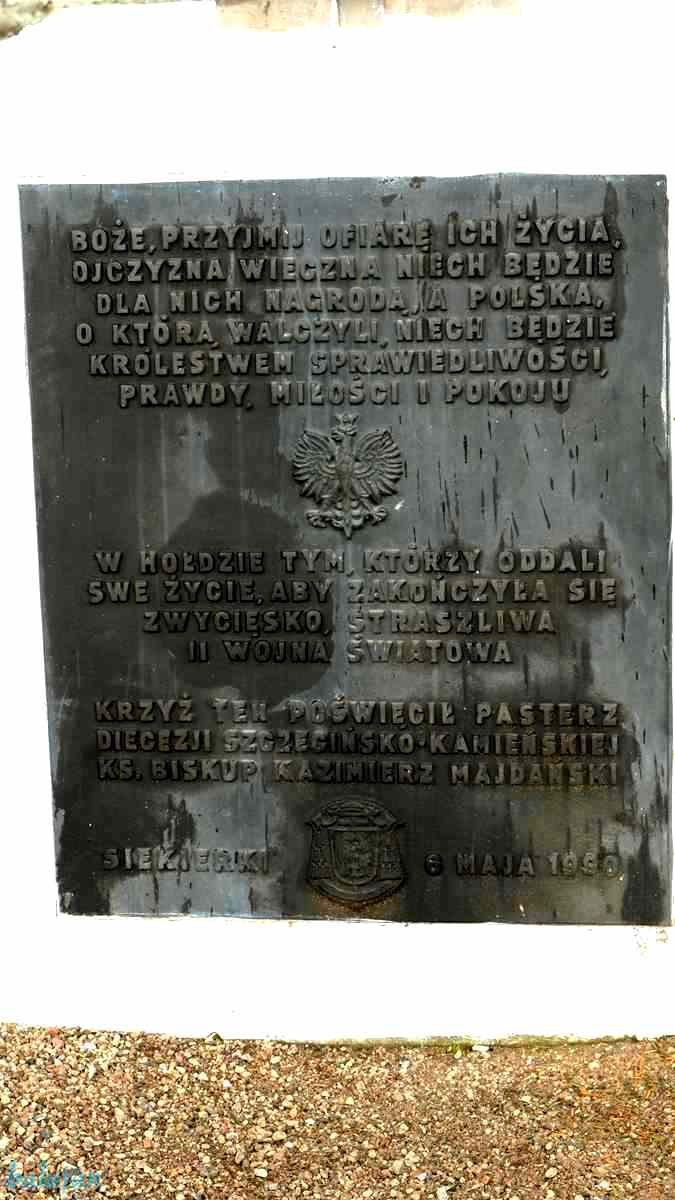 BOŻE, PRZYJMIJ OFIARĘ ICH ŻYCIA,
OJCZYZNA WIECZNA NIECH BĘDZIE
DLA NICH NAGRODĄ, A POLSKA,
O KTÓRĄ WALCZYLI, NIECH BĘDZIE
KRÓLESTWEM SPRAWIEDLIWOŚCI,
PRAWDY, MIŁOŚCI I POKOJU
W HOŁDZIE TYM, KTÓRZY ODDALI
SWE ŻYCIE, ABY ZAKOŃCZYŁA SIĘ
ZWYCIĘSKO, STRASZLIWA
II WOJNA ŚWIATOWA
KRZYŻ TEN POŚWIĘCIŁ PASTERZ
DIECEZJI SZCZECIŃSKO-KAMIEŃSKIEJ
KS. BISKUP KAZIMIERZ MAJDAŃSKI
SIEKIERKI 6 MAJA 1990